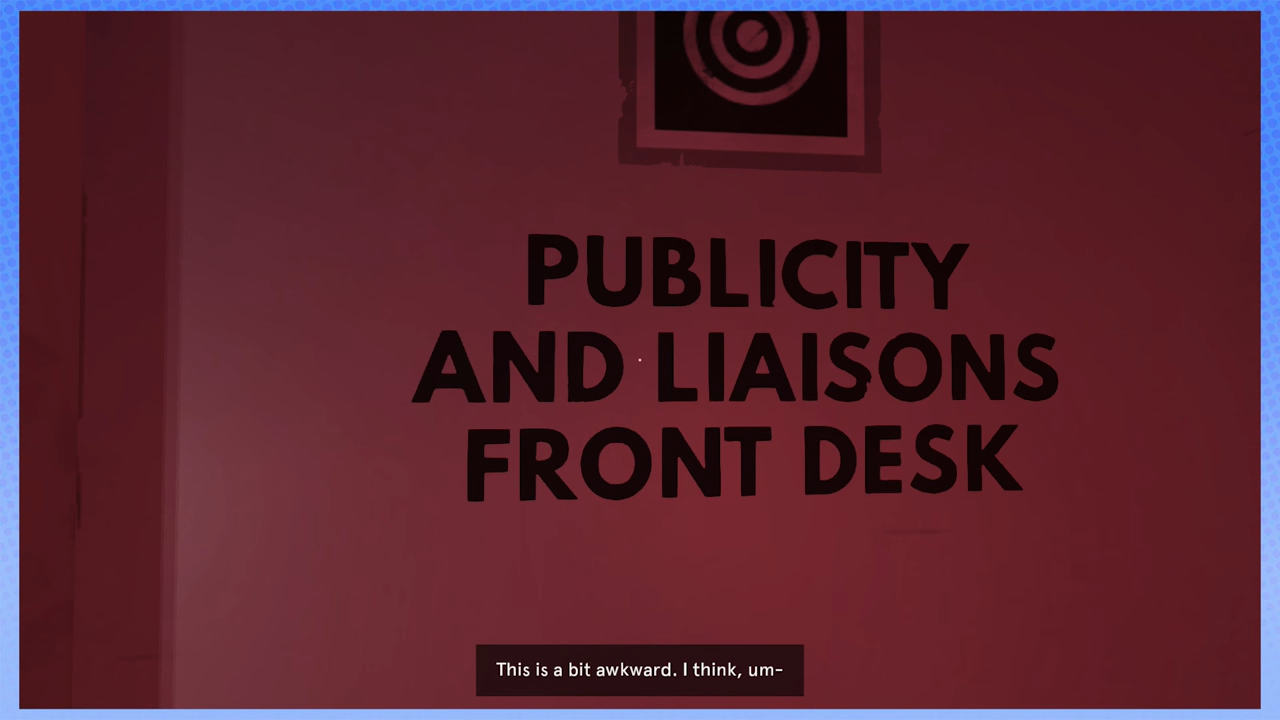 PUBLICITY
AND LIAISONS
FRONT DESK
This is a bit awkward. I think, um-